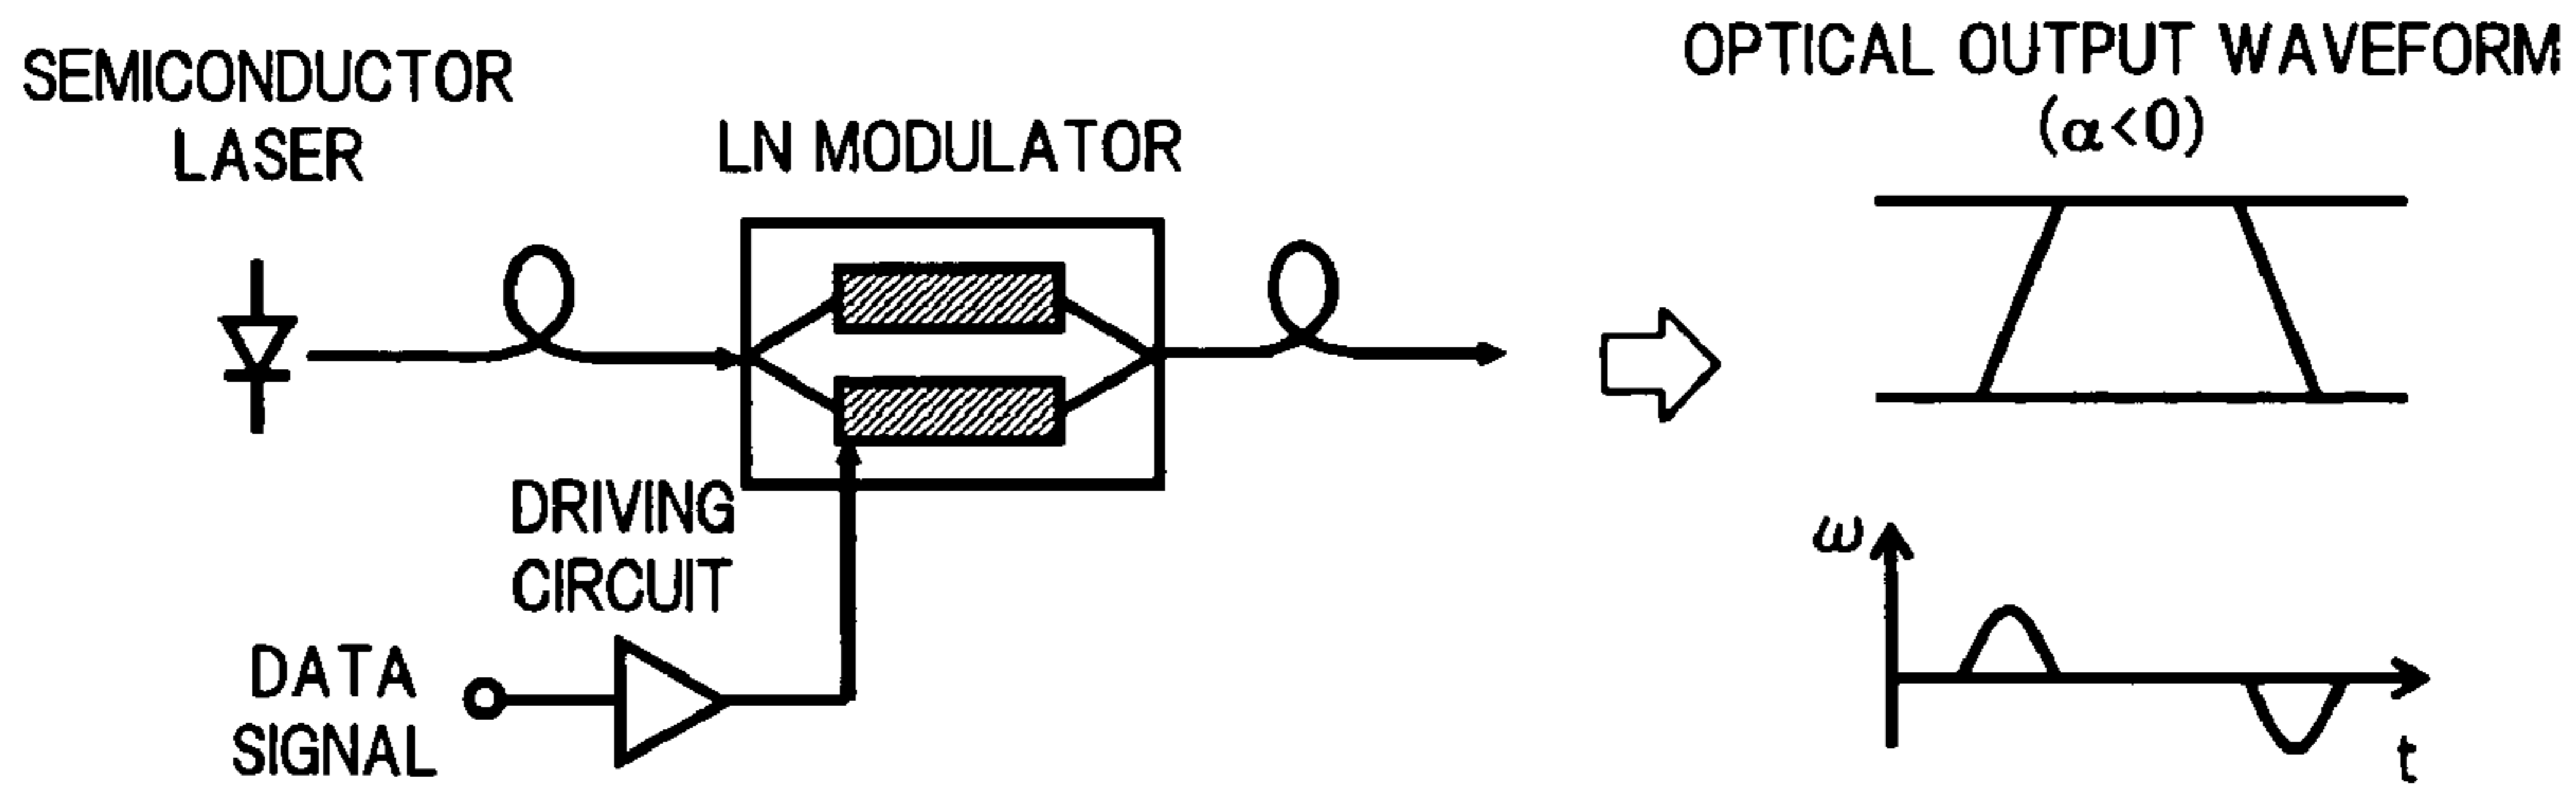 SEMICONDUCTOR
LASER
LN MODULATOR
OPTICAL OUTPUT WAVEFORM
(α<0)
DRIVING
CIRCUIT
DATA
SIGNAL
ω
t